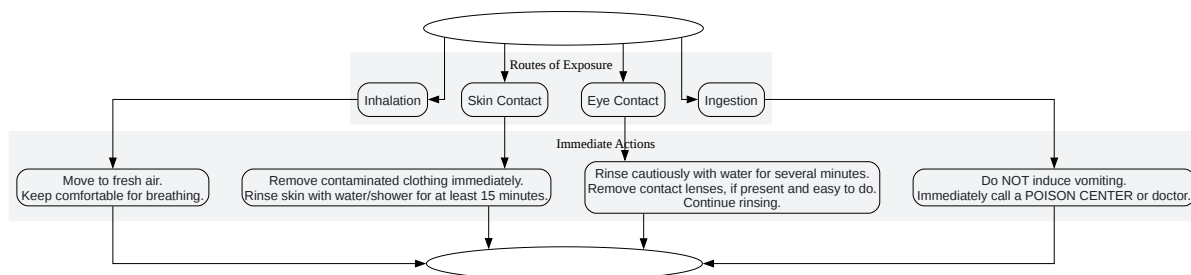 Routes of Exposure
Inhalation
Skin Contact
Eye Contact
Ingestion
Immediate Actions
Move to fresh air.
Keep comfortable for breathing.
Remove contaminated clothing immediately.
Rinse skin with water/shower for at least 15 minutes.
Rinse cautiously with water for several minutes.
Remove contact lenses, if present and easy to do.
Continue rinsing.
Do NOT induce vomiting.
Immediately call a POISON CENTER or doctor.